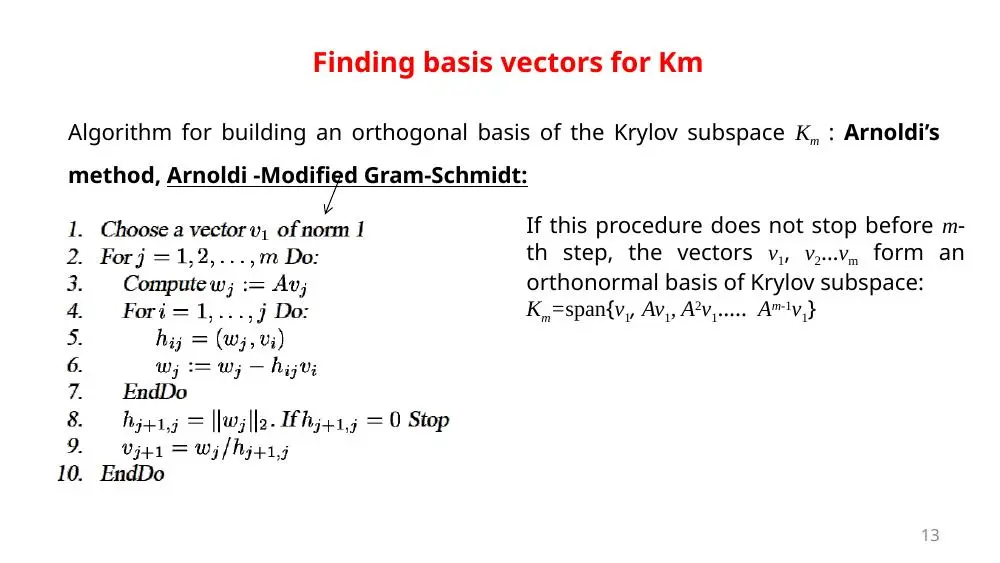 Finding basis vectors for Km
Algorithm for building an orthogonal basis of the Krylov subspace Kₘ : Arnoldi’s
method, Arnoldi -Modified Gram-Schmidt:
1. Choose a vector v₁ of norm 1
2. For j = 1, 2, . . . , m Do:
3. Compute wⱼ := Avⱼ
4. For i = 1, . . . , j Do:
5. hᵢⱼ = (wⱼ, vᵢ)
6. wⱼ := wⱼ − hᵢⱼvᵢ
7. EndDo
8. hⱼ₊₁,ⱼ = ||wⱼ||₂. If hⱼ₊₁,ⱼ = 0 Stop
9. vⱼ₊₁ = wⱼ/hⱼ₊₁,ⱼ
10. EndDo
If this procedure does not stop before m-
th step, the vectors v₁, v₂...vₘ form an
orthonormal basis of Krylov subspace:
Kₘ=span{v₁, Av₁, A²v₁..... Aᵐ⁻¹v₁}
13